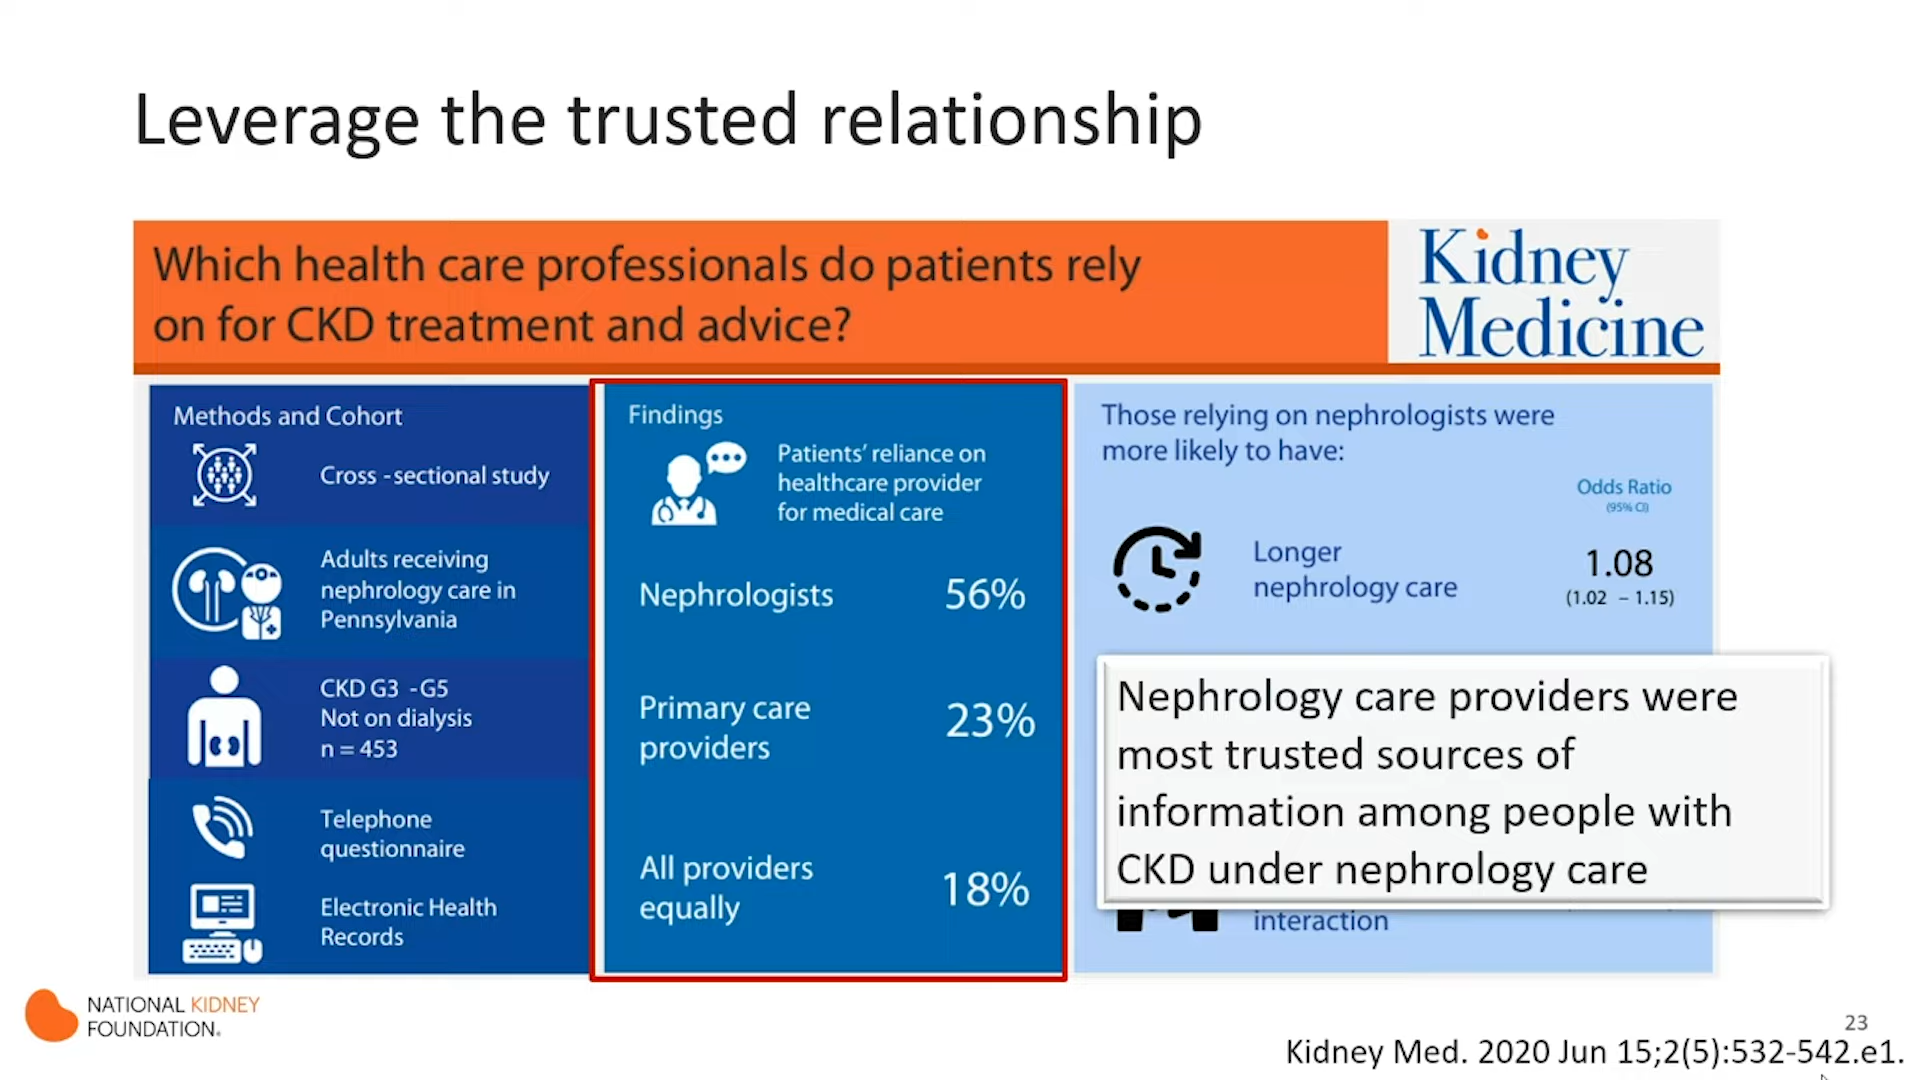 Leverage the trusted relationship
Which health care professionals do patients rely
on for CKD treatment and advice?
Kidney
Medicine
Methods and Cohort
Cross -sectional study
Adults receiving
nephrology care in
Pennsylvania
CKD G3 -G5
Not on dialysis
n = 453
Telephone
questionnaire
Electronic Health
Records
Findings
Patients' reliance on
healthcare provider
for medical care
Nephrologists 56%
Primary care
providers 23%
All providers
equally 18%
Those relying on nephrologists were
more likely to have:
Odds Ratio
(95% CI)
Longer
nephrology care
1.08
(1.02 – 1.15)
Nephrology care providers were
most trusted sources of
information among people with
CKD under nephrology care
interaction
NATIONAL KIDNEY
FOUNDATION.
23
Kidney Med. 2020 Jun 15;2(5):532-542.e1.